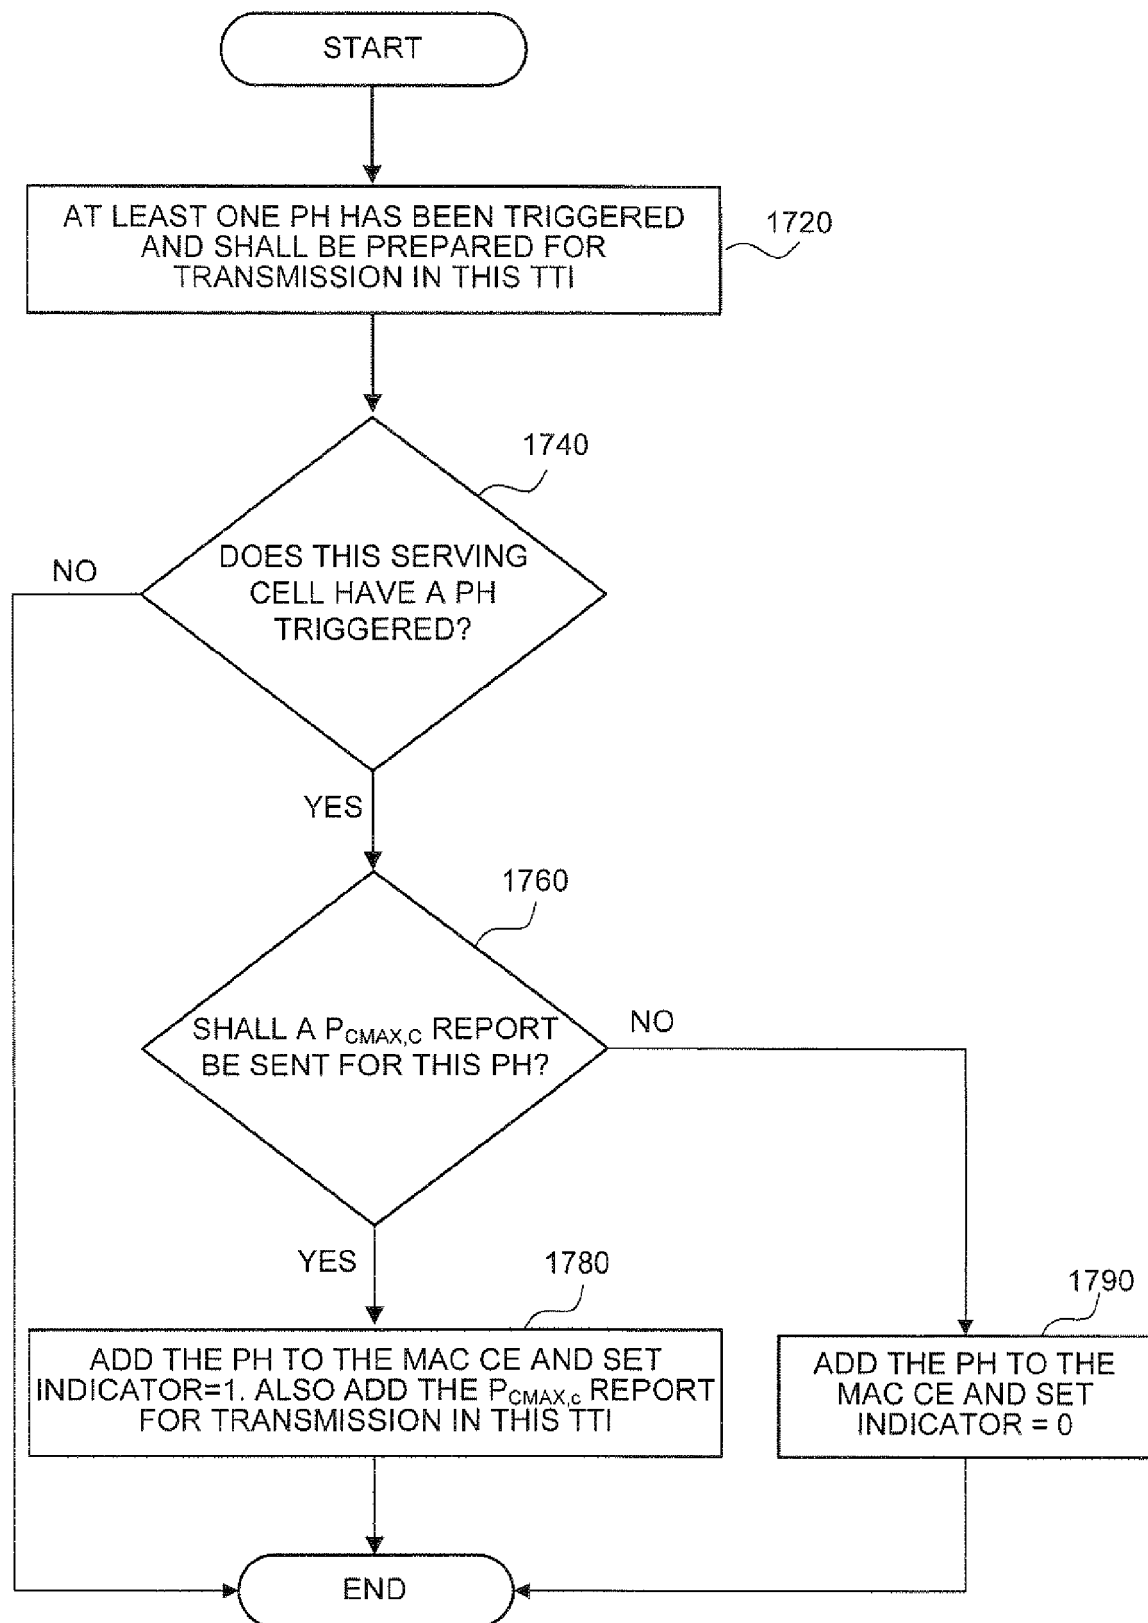 START
AT LEAST ONE PH HAS BEEN TRIGGERED
AND SHALL BE PREPARED FOR
TRANSMISSION IN THIS TTI
1720
1740
DOES THIS SERVING
CELL HAVE A PH
TRIGGERED?
NO
YES
1760
SHALL A PCMAX,C REPORT
BE SENT FOR THIS PH?
NO
YES
1780
ADD THE PH TO THE MAC CE AND SET
INDICATOR=1. ALSO ADD THE PCMAX,c REPORT
FOR TRANSMISSION IN THIS TTI
1790
ADD THE PH TO THE
MAC CE AND SET
INDICATOR = 0
END